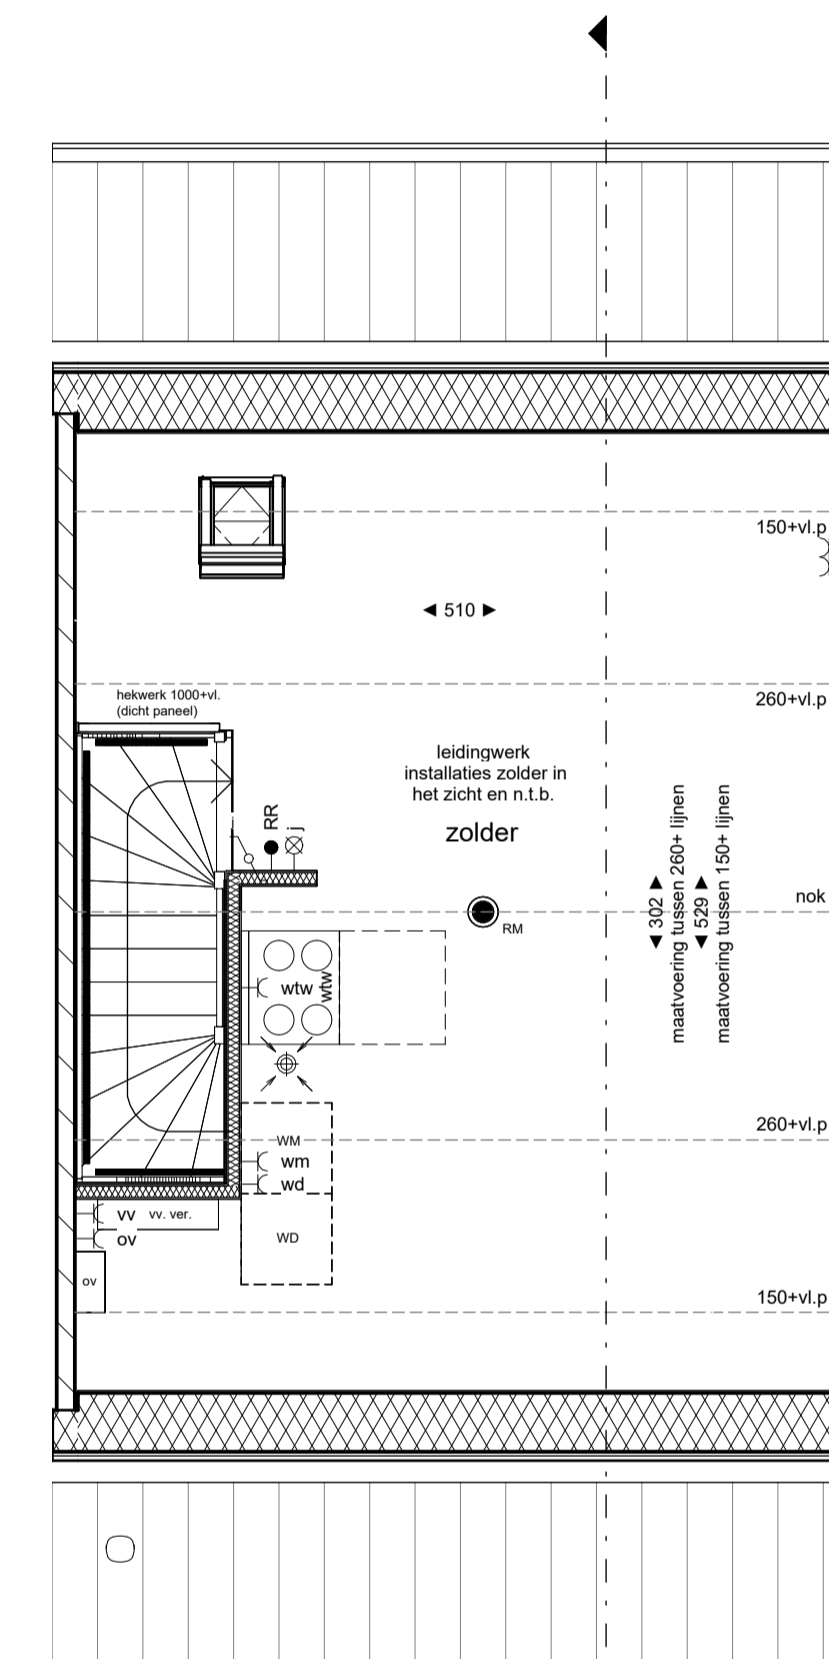 150+vl.p
◄ 510 ►
260+vl.p
hekwerk 1000+vl.
(dicht paneel)
leidingwerk
installaties zolder in
het zicht en n.t.b.
zolder
RR
j
nok
RM
◄ 302 ►
maatvoering tussen 260+ lijnen
◄ 529 ►
maatvoering tussen 150+ lijnen
wtw
wtw
260+vl.p
WM
wm
wd
WD
vv
vv. ver.
ov
ov
150+vl.p